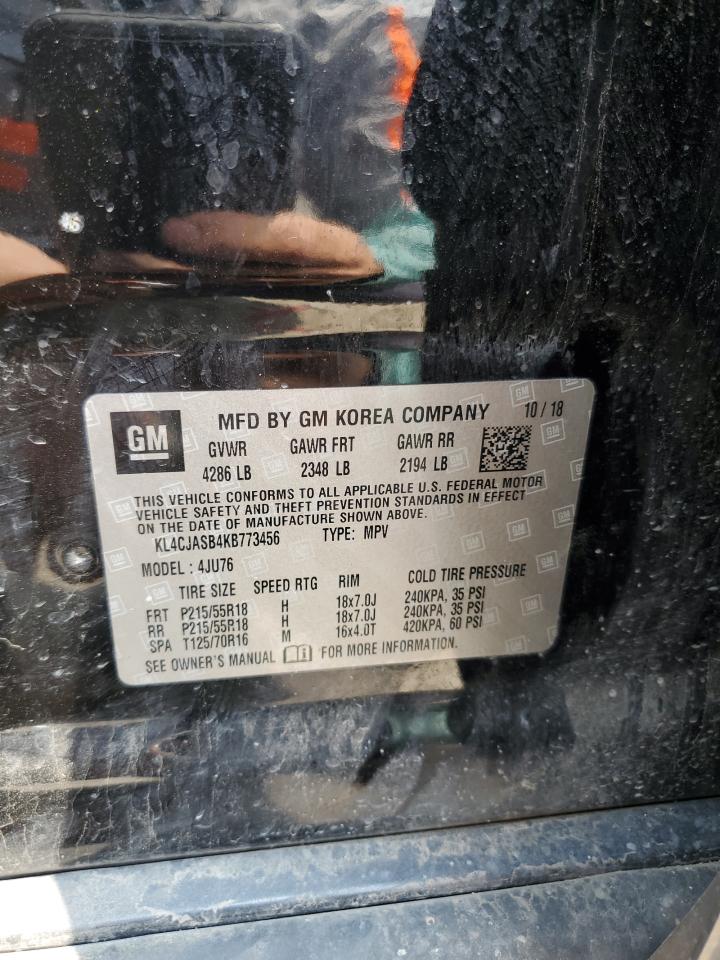 GM
MFD BY GM KOREA COMPANY 10 / 18
GVWR GAWR FRT GAWR RR
4286 LB 2348 LB 2194 LB
THIS VEHICLE CONFORMS TO ALL APPLICABLE U.S. FEDERAL MOTOR
VEHICLE SAFETY AND THEFT PREVENTION STANDARDS IN EFFECT
ON THE DATE OF MANUFACTURE SHOWN ABOVE.
KL4CJASB4KB773456 TYPE: MPV
MODEL : 4JU76
TIRE SIZE SPEED RTG RIM COLD TIRE PRESSURE
FRT P215/55R18 H 18x7.0J 240KPA, 35 PSI
RR P215/55R18 H 18x7.0J 240KPA, 35 PSI
SPA T125/70R16 M 16x4.0T 420KPA, 60 PSI
SEE OWNER'S MANUAL FOR MORE INFORMATION.